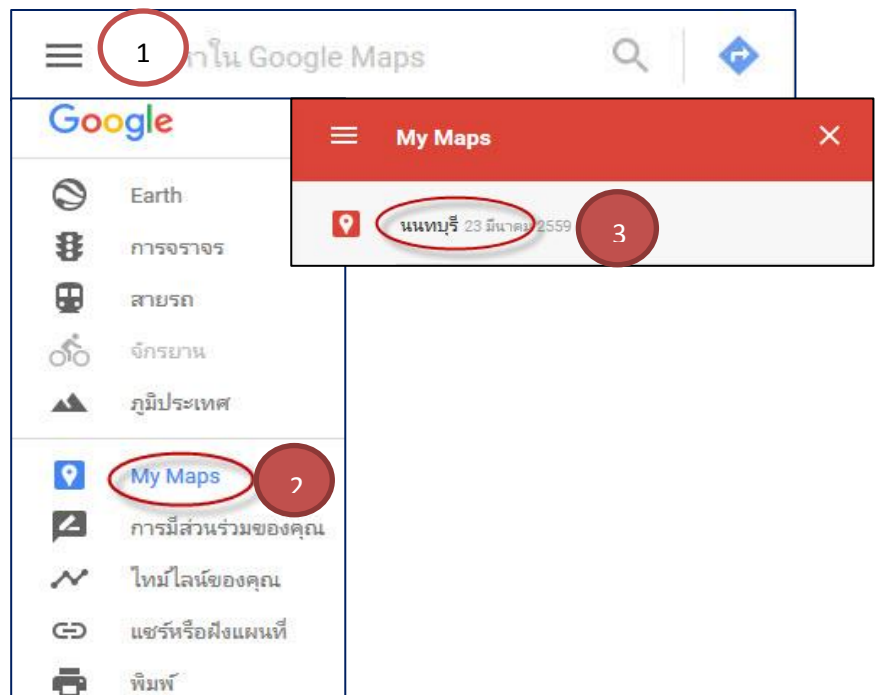 1
าใน Google Maps
Google
Earth
การจราจร
สายรถ
จักรยาน
ภูมิประเทศ
My Maps
2
การมีส่วนร่วมของคุณ
ไทม์ไลน์ของคุณ
แชร์หรือฝังแผนที่
พิมพ์
My Maps
นนทบุรี 23 มีนาคม 2559
3